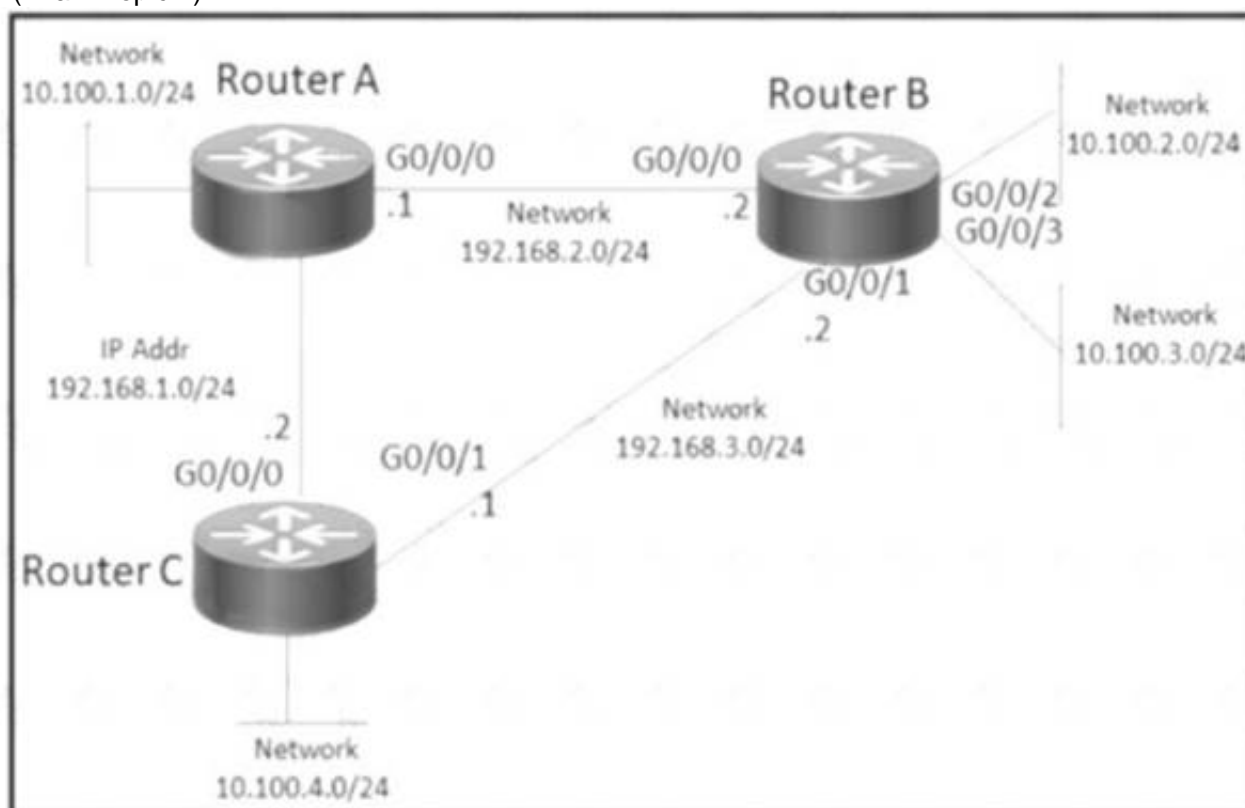 Network
10.100.1.0/24
Router A
Router B
Network
10.100.2.0/24
G0/0/0
G0/0/0
.1
.2
Network
192.168.2.0/24
G0/0/2
G0/0/3
G0/0/1
.2
Network
10.100.3.0/24
IP Addr
192.168.1.0/24
.2
G0/0/0
G0/0/1
.1
Network
192.168.3.0/24
Router C
Network
10.100.4.0/24